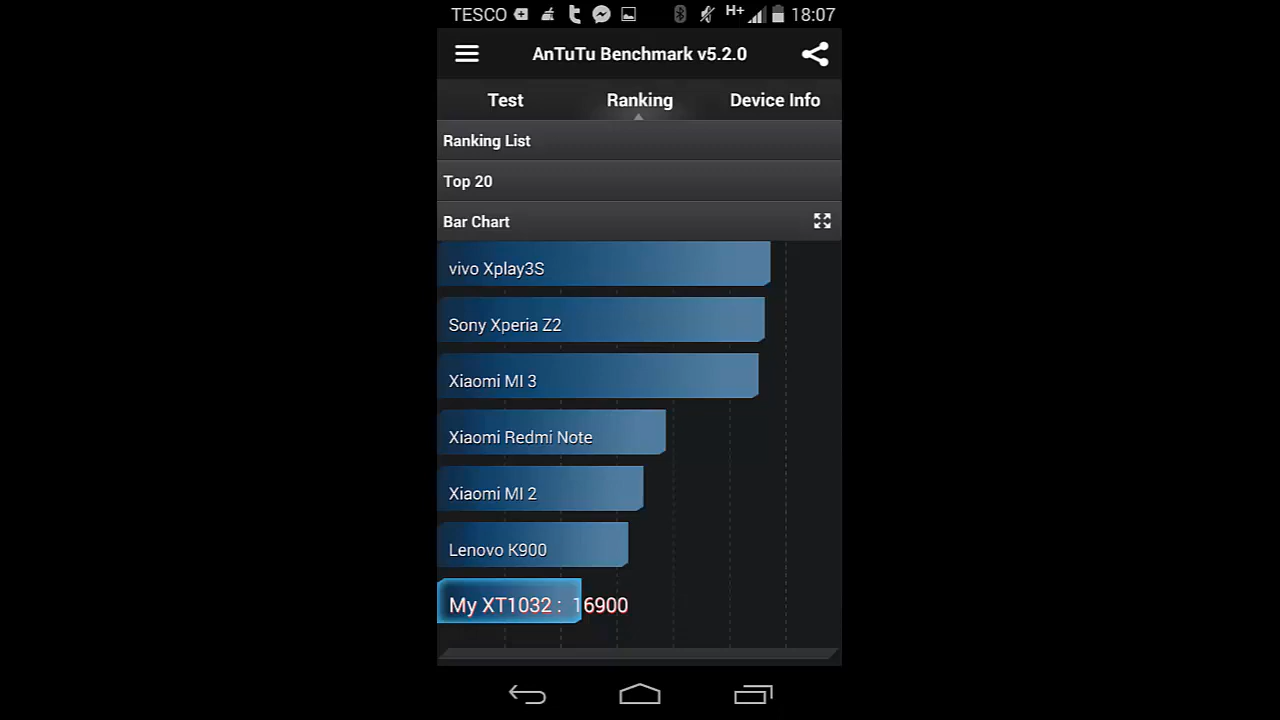 TESCO H+ 18:07
AnTuTu Benchmark v5.2.0
Test Ranking Device Info
Ranking List
Top 20
Bar Chart
vivo Xplay3S
Sony Xperia Z2
Xiaomi MI 3
Xiaomi Redmi Note
Xiaomi MI 2
Lenovo K900
My XT1032 : 16900